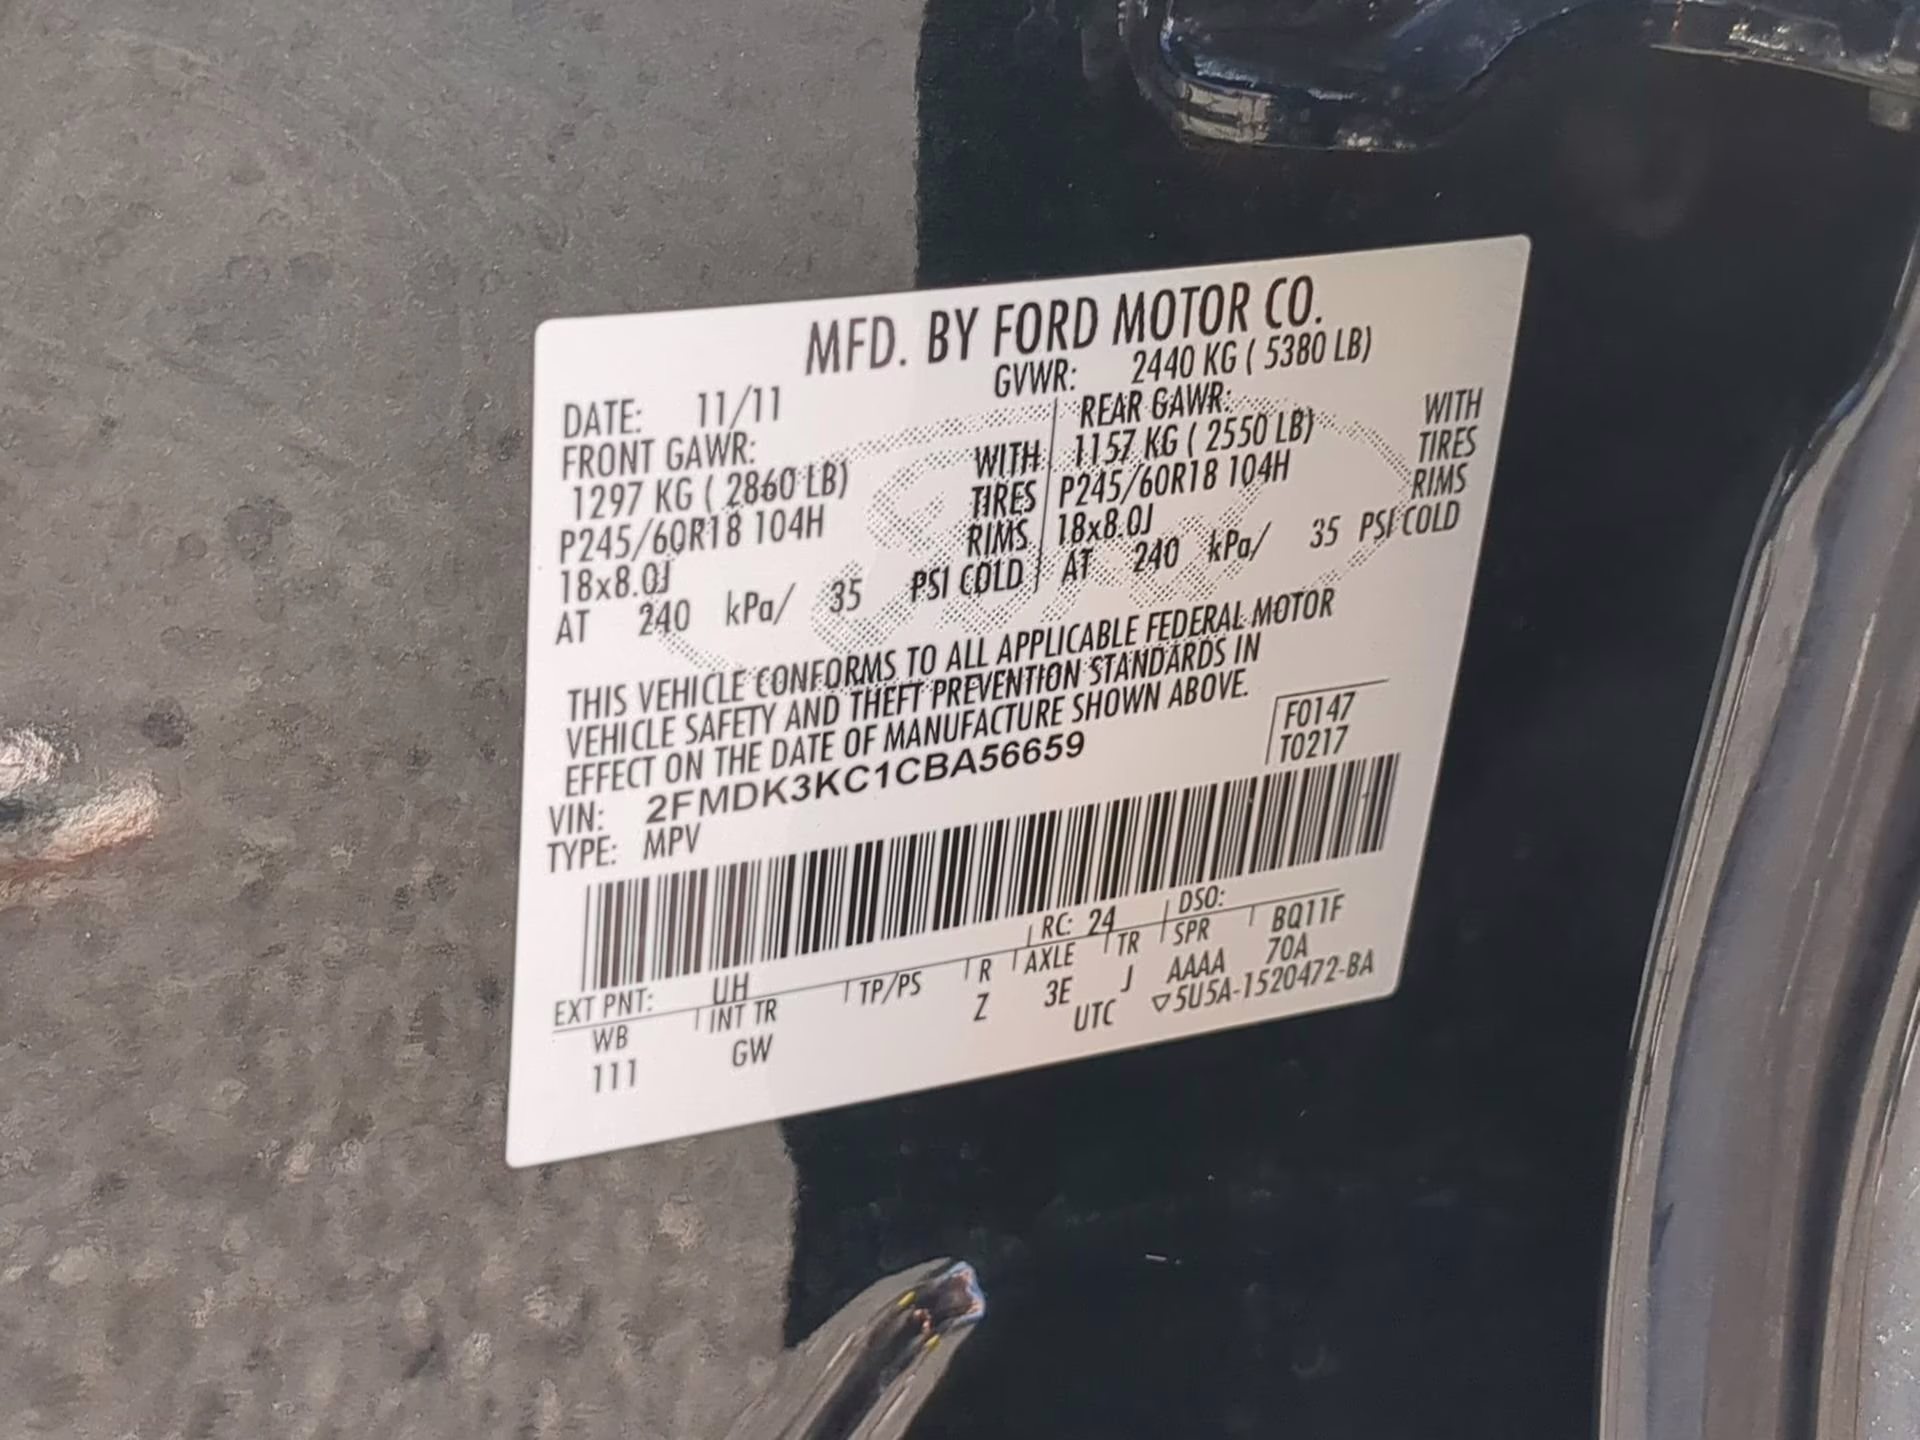 MFD. BY FORD MOTOR CO.
DATE: 11/11 GVWR: 2440 KG ( 5380 LB)
FRONT GAWR: REAR GAWR:
1297 KG ( 2860 LB) WITH 1157 KG ( 2550 LB) WITH
P245/60R18 104H TIRES P245/60R18 104H TIRES
18x8.0J RIMS 18x8.0J RIMS
AT 240 kPa/ 35 PSI COLD AT 240 kPa/ 35 PSI COLD
THIS VEHICLE CONFORMS TO ALL APPLICABLE FEDERAL MOTOR
VEHICLE SAFETY AND THEFT PREVENTION STANDARDS IN
EFFECT ON THE DATE OF MANUFACTURE SHOWN ABOVE.
F0147
T0217
VIN: 2FMDK3KC1CBA56659
TYPE: MPV
EXT PNT: UH RC: 24 DSO:
WB INT TR TP/PS R AXLE TR SPR BQ11F
111 GW Z 3E J AAAA 70A
UTC ▽5U5A-1520472-BA